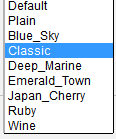 Default
Plain
Blue_Sky
Classic
Deep_Marine
Emerald_Town
Japan_Cherry
Ruby
Wine